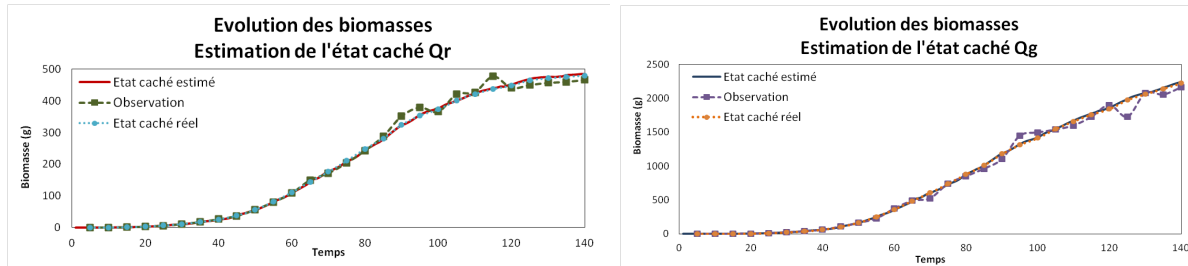 Evolution des biomasses
Estimation de l'état caché Qr
500
400
300
200
100
0
Biomasse (g)
Etat caché estimé
Observation
Etat caché réel
0 20 40 60 80 100 120 140
Temps
Evolution des biomasses
Estimation de l'état caché Qg
2500
2000
1500
1000
500
0
Biomasse (g)
Etat caché estimé
Observation
Etat caché réel
0 20 40 60 80 100 120 140
Temps